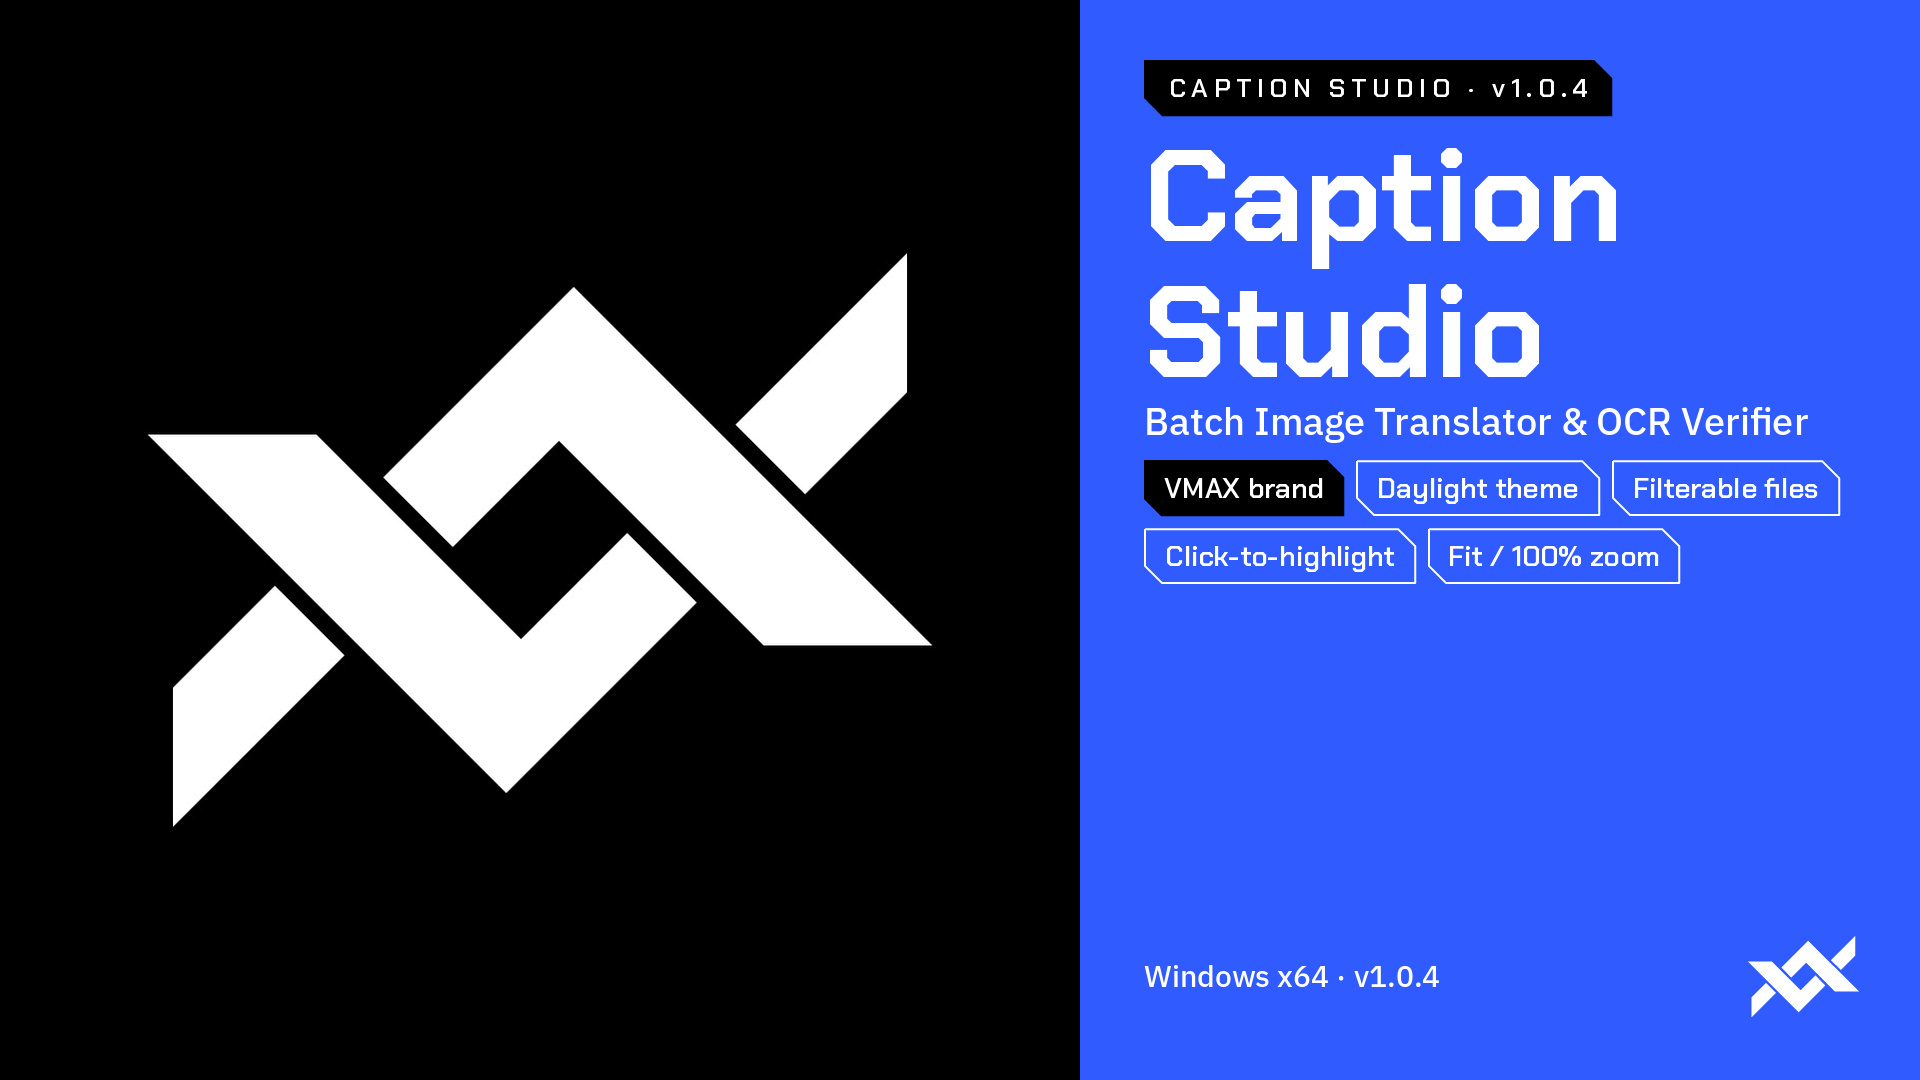 CAPTION STUDIO · v1.0.4
Caption
Studio
Batch Image Translator & OCR Verifier
VMAX brand
Daylight theme
Filterable files
Click-to-highlight
Fit / 100% zoom
Windows x64 · v1.0.4